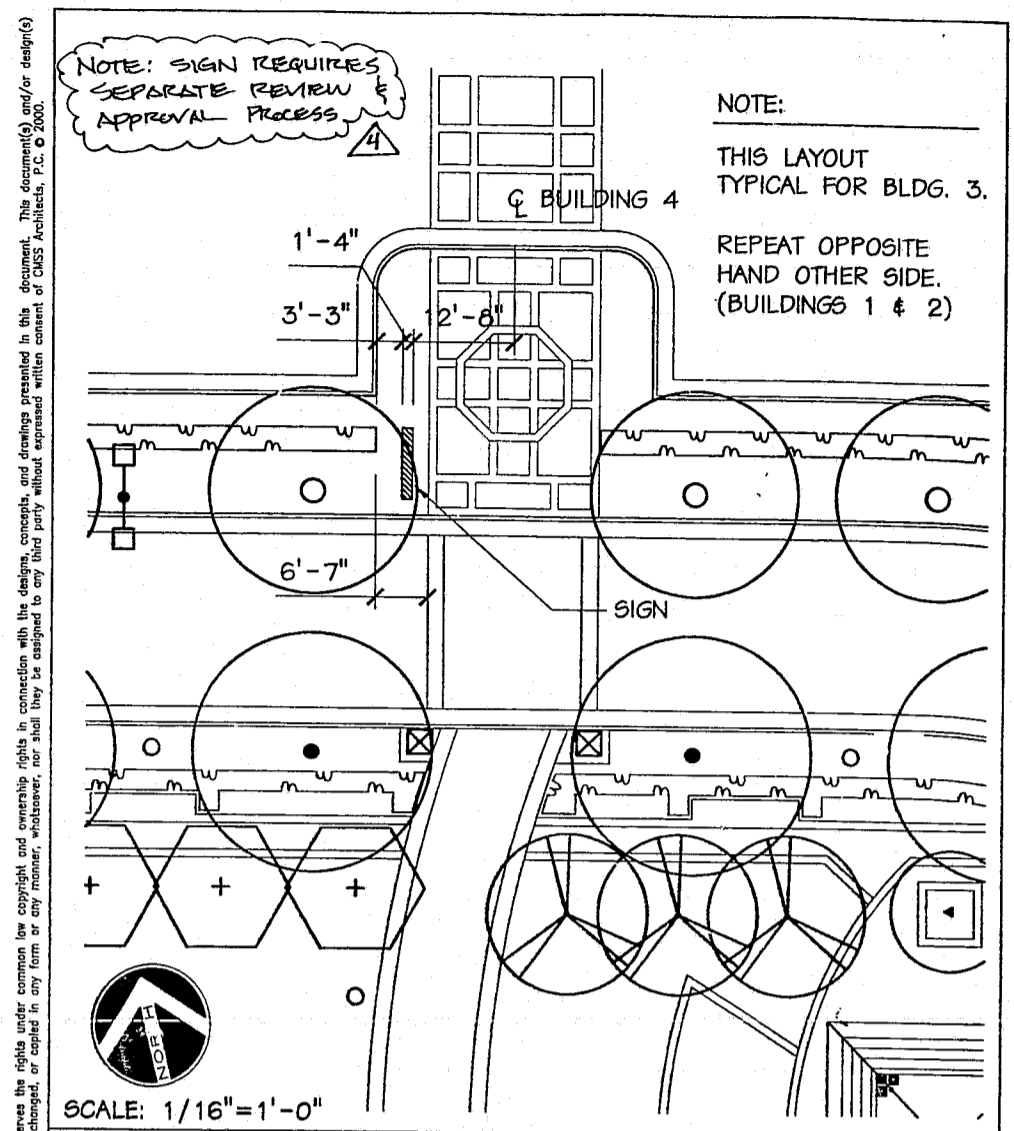 NOTE: SIGN REQUIRES
SEPARATE REVIEW &
APPROVAL PROCESS
4
NOTE:
THIS LAYOUT
TYPICAL FOR BLDG. 3.
REPEAT OPPOSITE
HAND OTHER SIDE.
(BUILDINGS 1 & 2)
℄ BUILDING 4
1'-4"
3'-3"
12'-8"
6'-7"
SIGN
NORTH
SCALE: 1/16"=1'-0"
erves the rights under common law copyright and ownership rights in connection with the designs, concepts, and drawings presented in this document. This document(s) and/or design(s)
changed, or copied in any form or any manner, whatsoever, nor shall they be assigned to any third party without expressed written consent of CMSS Architects, P.C. © 2000.